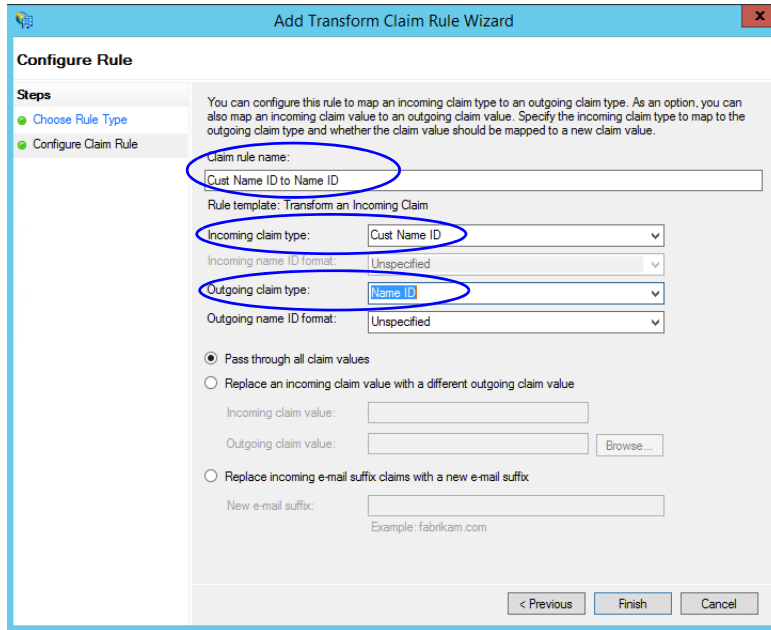 Add Transform Claim Rule Wizard
x
Configure Rule
Steps
Choose Rule Type
Configure Claim Rule
You can configure this rule to map an incoming claim type to an outgoing claim type. As an option, you can
also map an incoming claim value to an outgoing claim value. Specify the incoming claim type to map to the
outgoing claim type and whether the claim value should be mapped to a new claim value.
Claim rule name:
Cust Name ID to Name ID
Rule template: Transform an Incoming Claim
Incoming claim type: Cust Name ID
Incoming name ID format: Unspecified
Outgoing claim type: Name ID
Outgoing name ID format: Unspecified
Pass through all claim values
Replace an incoming claim value with a different outgoing claim value
Incoming claim value:
Outgoing claim value: Browse...
Replace incoming e-mail suffix claims with a new e-mail suffix
New e-mail suffix:
Example: fabrikam.com
< Previous Finish Cancel